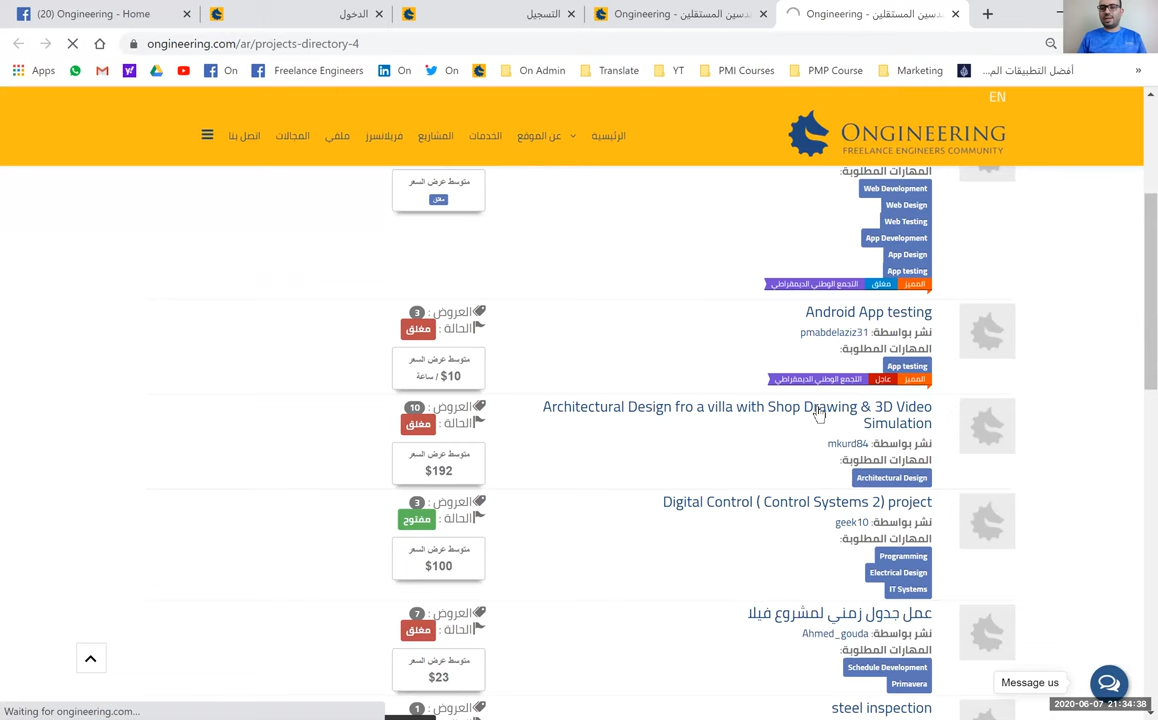 (20) Ongineering - Home
الدخول
التسجيل
Ongineering - دسين المستقلين
Ongineering - دسين المستقلين
ongineering.com/ar/projects-directory-4
Apps
On
Freelance Engineers
On
On
On Admin
Translate
YT
PMI Courses
PMP Course
Marketing
أفضل التطبيقات الم...
»
EN
ONGINEERING
FREELANCE ENGINEERS COMMUNITY
الرئيسيه عن الموقع الخدمات المشاريع فريلانسرز ملفي المجالات اتصل بنا
المهارات المطلوبة:
متوسط عرض السعر
مغلق
Web Development
Web Design
Web Testing
App Development
App Design
App testing
المميز مغلق التجمع الوطني الديمقراطي
Android App testing
العروض : 3
نشر بواسطة: pmabdelaziz31
الحالة : مغلق
المهارات المطلوبة:
متوسط عرض السعر
$10 / ساعة
App testing
المميز عاجل التجمع الوطني الديمقراطي
Architectural Design fro a villa with Shop Drawing & 3D Video
Simulation
العروض : 10
الحالة : مغلق
نشر بواسطة: mkurd84
المهارات المطلوبة:
متوسط عرض السعر
$192
Architectural Design
Digital Control ( Control Systems 2) project
العروض : 3
نشر بواسطة: geek10
الحالة : مفتوح
المهارات المطلوبة:
متوسط عرض السعر
$100
Programming
Electrical Design
IT Systems
عمل جدول زمني لمشروع فيلا
العروض : 7
نشر بواسطة: Ahmed_gouda
الحالة : مغلق
المهارات المطلوبة:
متوسط عرض السعر
$23
Schedule Development
Primavera
steel inspection
العروض : 1
Message us
Waiting for ongineering.com...
2020-06-07 21:34:38